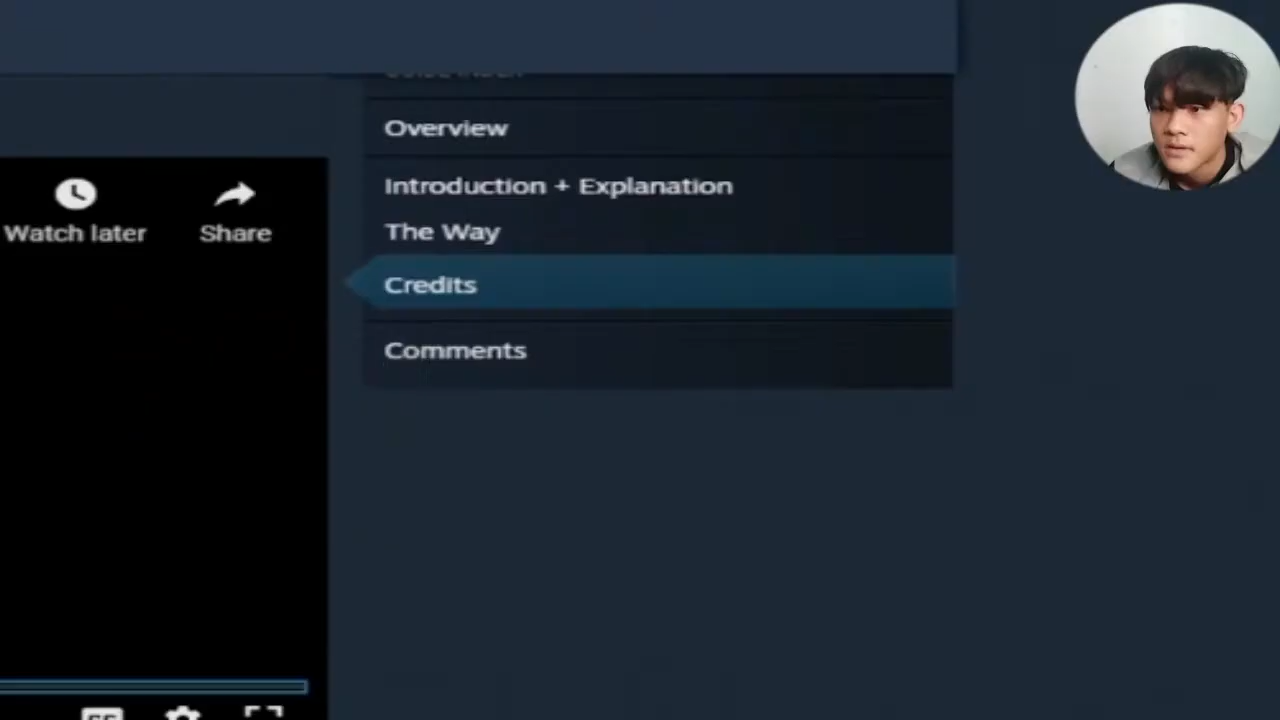 Overview
Introduction + Explanation
The Way
Watch later
Share
Credits
Comments